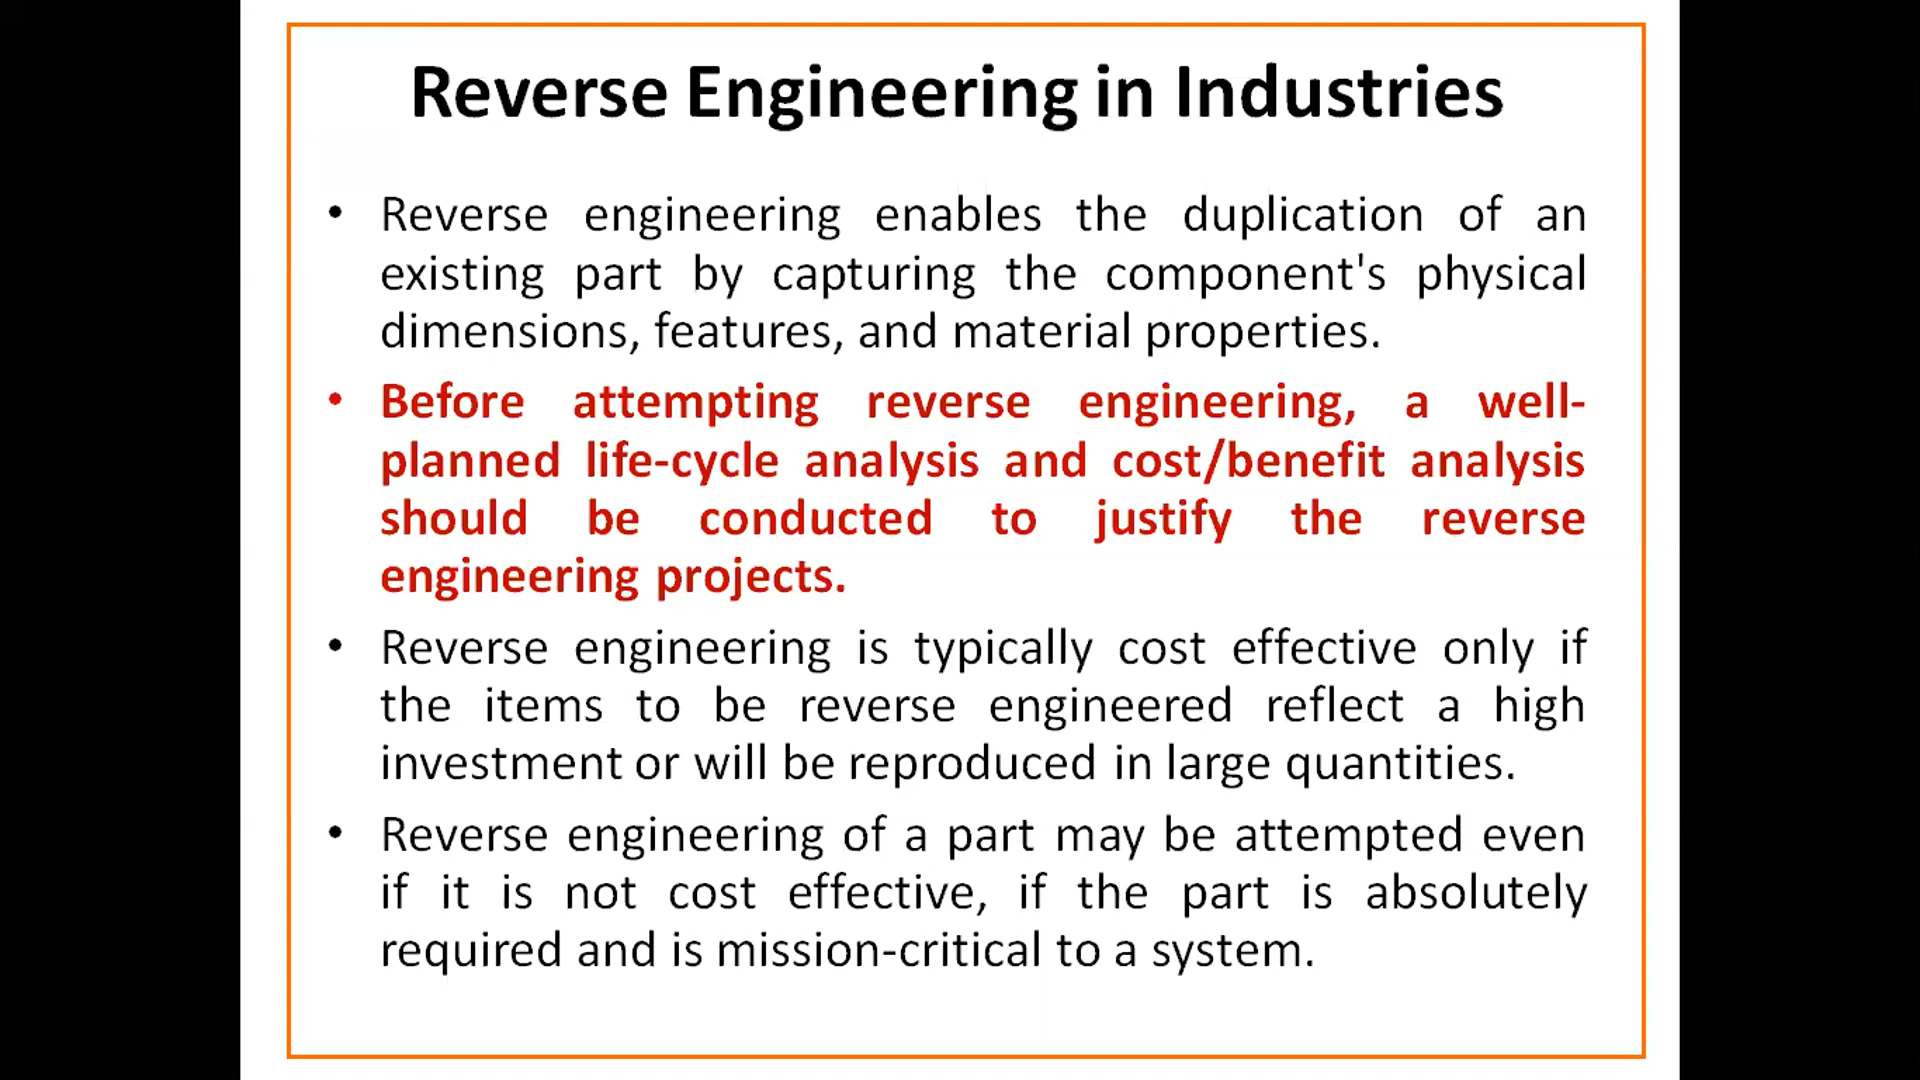 Reverse Engineering in Industries
• Reverse engineering enables the duplication of an
existing part by capturing the component's physical
dimensions, features, and material properties.
• Before attempting reverse engineering, a well-
planned life-cycle analysis and cost/benefit analysis
should be conducted to justify the reverse
engineering projects.
• Reverse engineering is typically cost effective only if
the items to be reverse engineered reflect a high
investment or will be reproduced in large quantities.
• Reverse engineering of a part may be attempted even
if it is not cost effective, if the part is absolutely
required and is mission-critical to a system.